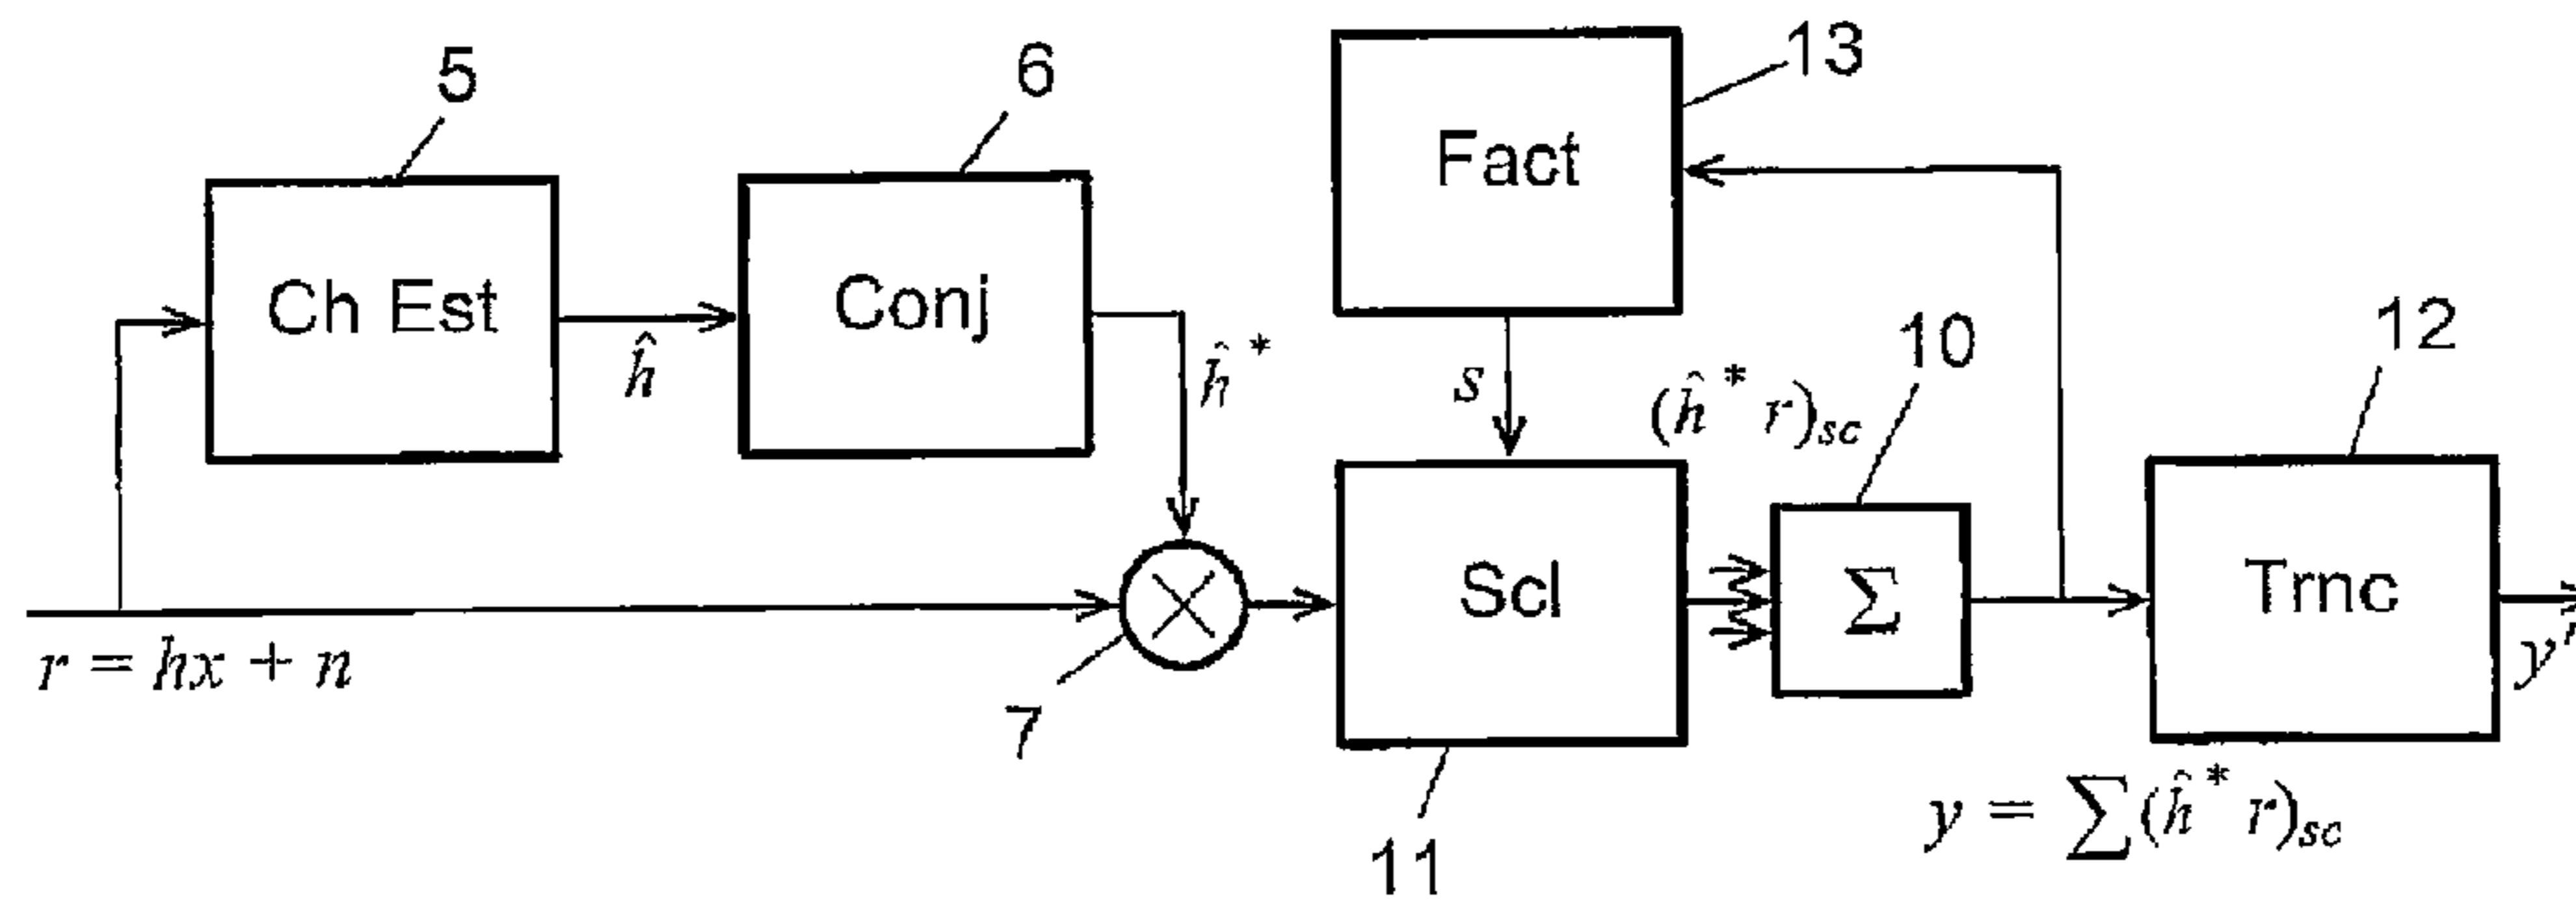 5
6
13
Fact
Ch Est
Conj
ĥ
ĥ*
s
(ĥ* r)sc
10
12
Scl
Σ
Trnc
r = hx + n
7
11
y'
y = ∑(ĥ* r)sc